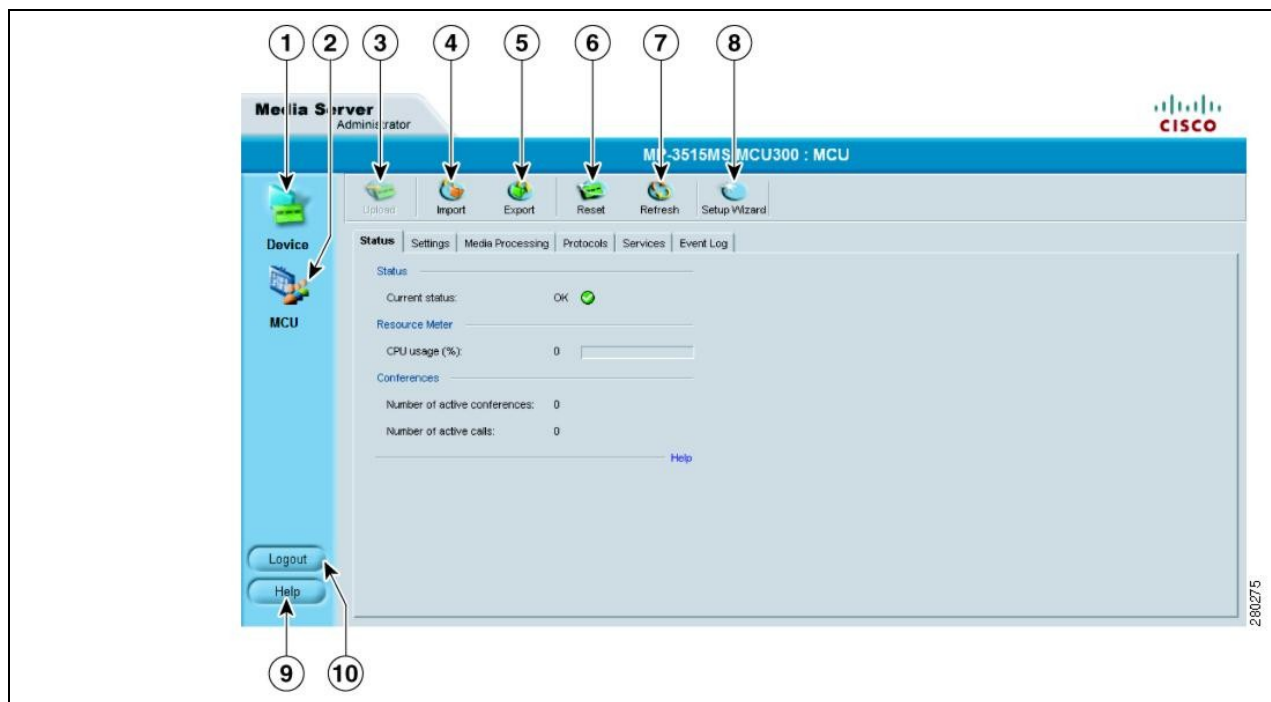 1 2 3 4 5 6 7 8
Media Server
Administrator
CISCO
MP-3515MS MCU300 : MCU
Upload Import Export Reset Refresh Setup Wizard
Device
Status Settings Media Processing Protocols Services Event Log
Status
Current status: OK
MCU
Resource Meter
CPU usage (%): 0
Conferences
Number of active conferences: 0
Number of active calls: 0
Help
Logout
Help
280275
9 10